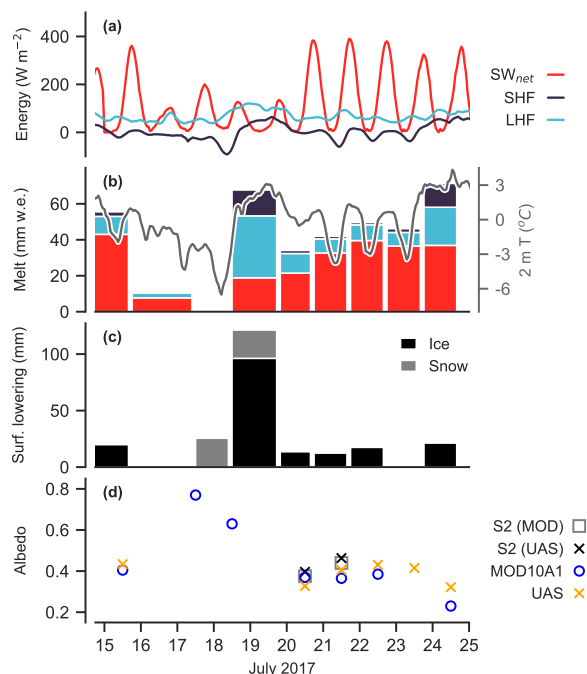 (a)
Energy (W m⁻²)
400
200
0
SWnet
SHF
LHF
(b)
Melt (mm w.e.)
60
40
20
0
3
0
-3
-6
2 m T (°C)
(c)
Surf. lowering (mm)
100
50
0
Ice
Snow
(d)
Albedo
0.8
0.6
0.4
0.2
S2 (MOD)
S2 (UAS)
MOD10A1
UAS
15 16 17 18 19 20 21 22 23 24 25
July 2017